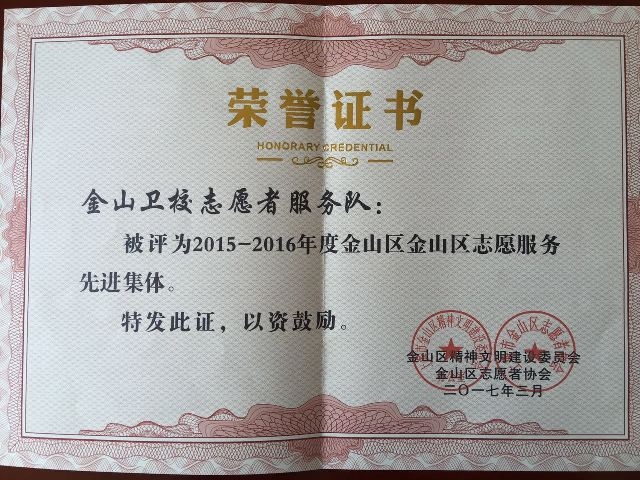 荣誉证书
HONORARY CREDENTIAL
金山卫校志愿者服务队：
被评为2015-2016年度金山区金山区志愿服务
先进集体。
特发此证，以资鼓励。
金山区精神文明建设委员会
金山区志愿者协会
二〇一七年三月